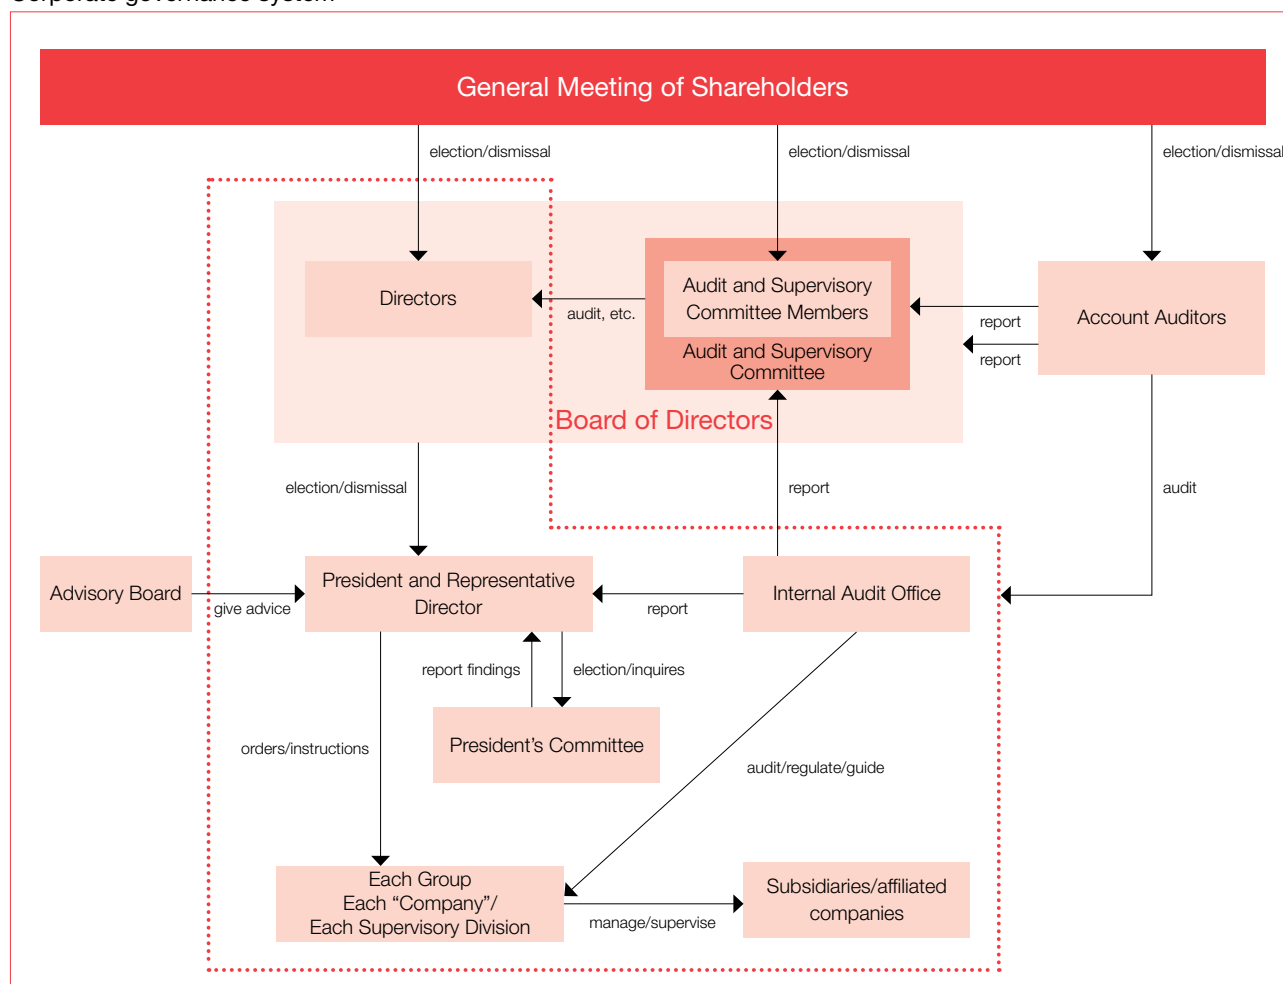 Corporate governance system
General Meeting of Shareholders
election/dismissal
election/dismissal
election/dismissal
Directors
audit, etc.
Audit and Supervisory
Committee Members
Audit and Supervisory
Committee
report
report
Account Auditors
Board of Directors
election/dismissal
report
audit
Advisory Board
give advice
President and Representative
Director
report
Internal Audit Office
report findings
election/inquires
President’s Committee
orders/instructions
audit/regulate/guide
Each Group
Each “Company”/
Each Supervisory Division
manage/supervise
Subsidiaries/affiliated
companies